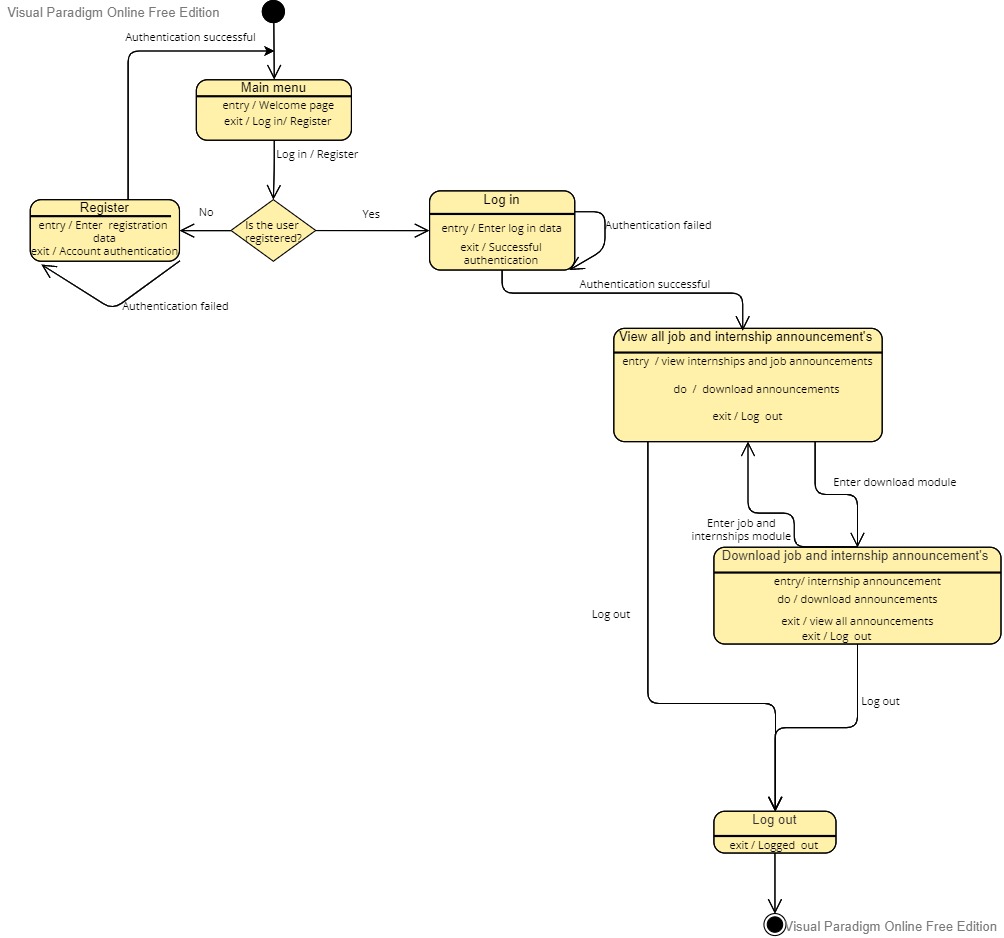 Visual Paradigm Online Free Edition
Authentication successful
Main menu
entry / Welcome page
exit / Log in/ Register
Log in / Register
Register
entry / Enter registration
data
exit / Account authentication
No
Is the user
registered?
Yes
Log in
entry / Enter log in data
exit / Successful
authentication
Authentication failed
Authentication failed
Authentication successful
View all job and internship announcement's
entry / view internships and job announcements
do / download announcements
exit / Log out
Enter download module
Enter job and
internships module
Download job and internship announcement's
entry/ internship announcement
do / download announcements
exit / view all announcements
exit / Log out
Log out
Log out
Log out
exit / Logged out
Visual Paradigm Online Free Edition